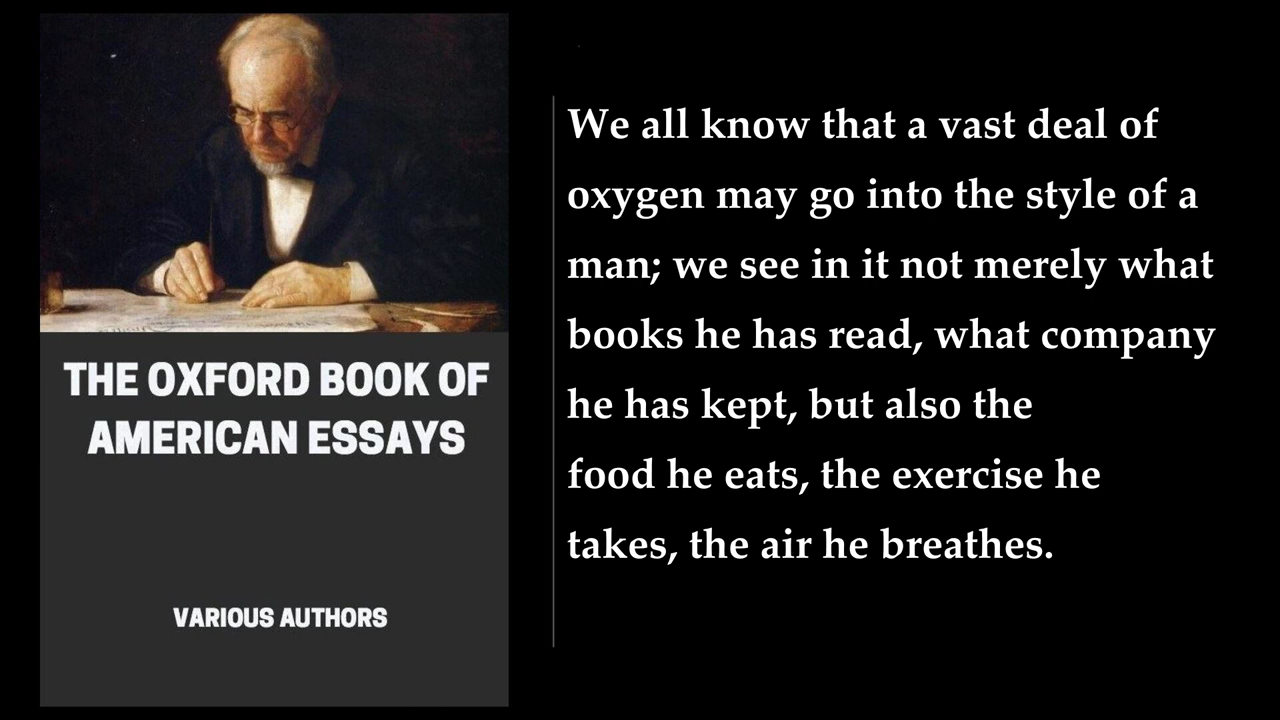 THE OXFORD BOOK OF
AMERICAN ESSAYS
VARIOUS AUTHORS
We all know that a vast deal of
oxygen may go into the style of a
man; we see in it not merely what
books he has read, what company
he has kept, but also the
food he eats, the exercise he
takes, the air he breathes.